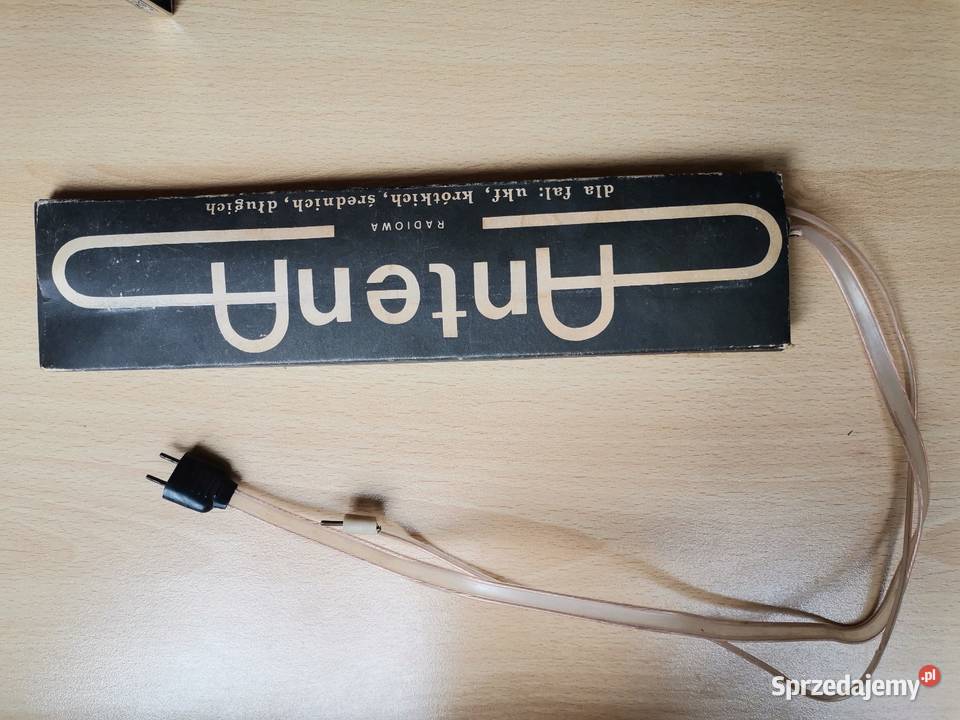 AntenA
RADIOWA
dla fal: ukf, krótkich, średnich, długich
Sprzedajemy.pl